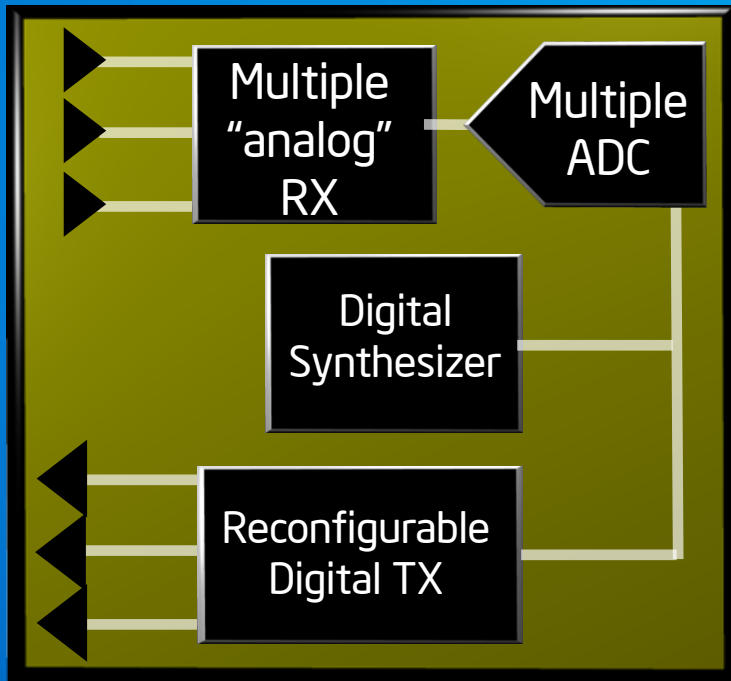 Multiple
“analog”
RX
Multiple
ADC
Digital
Synthesizer
Reconfigurable
Digital TX